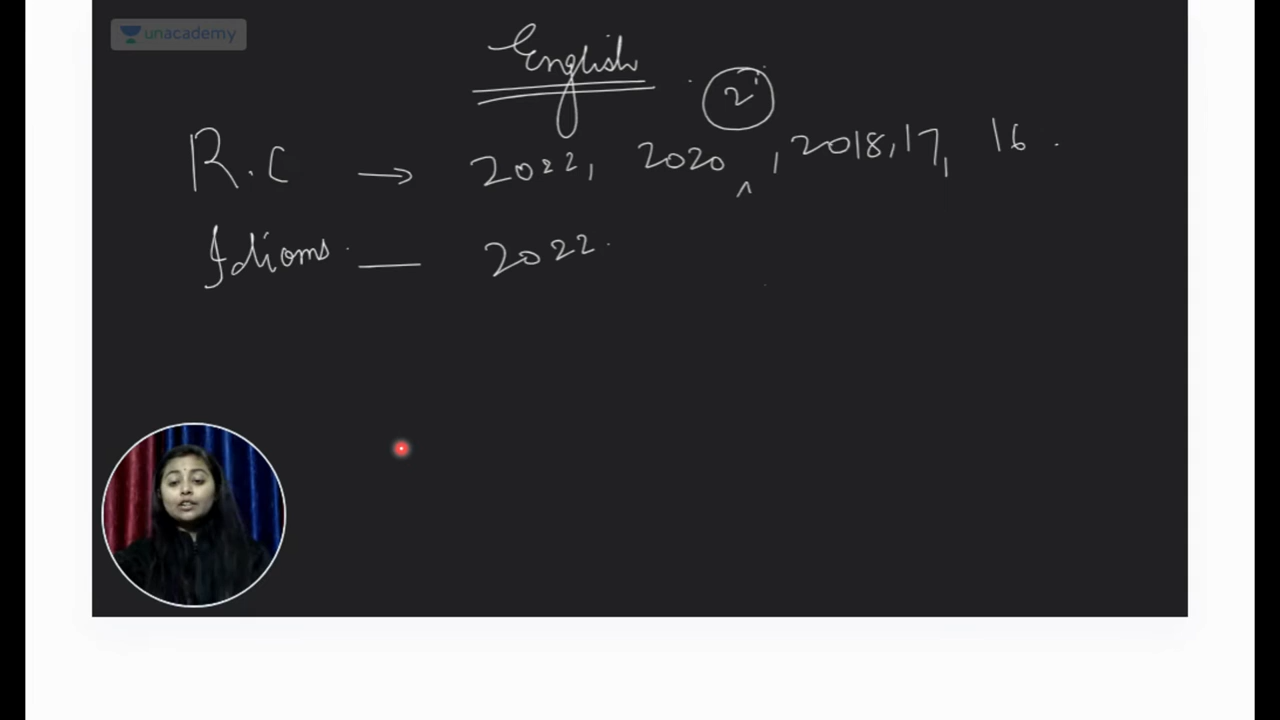 unacademy
English
2
R.C → 2022, 2020 ^ , 2018, 17, 16.
Idioms — 2022.